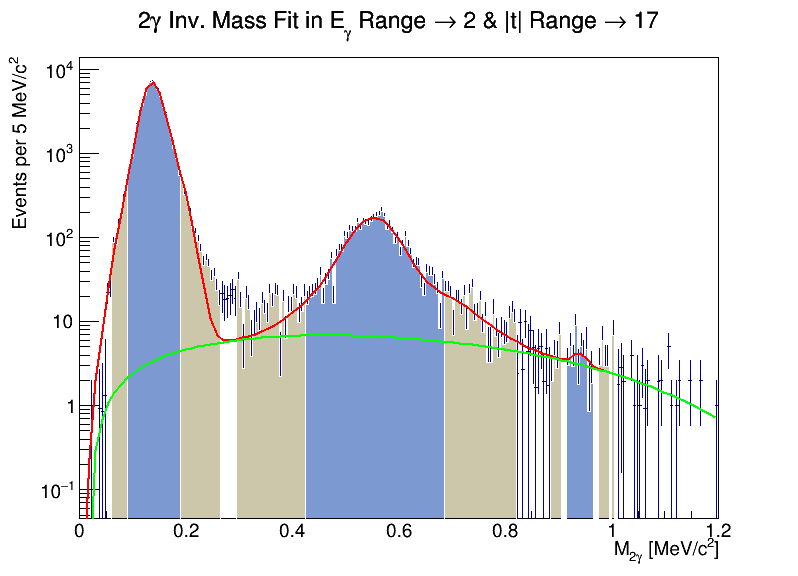 2γ Inv. Mass Fit in Eγ Range → 2 & |t| Range → 17
Events per 5 MeV/c²
10⁴
10³
10²
10
1
10⁻¹
0 0.2 0.4 0.6 0.8 1 1.2
M2γ [MeV/c²]